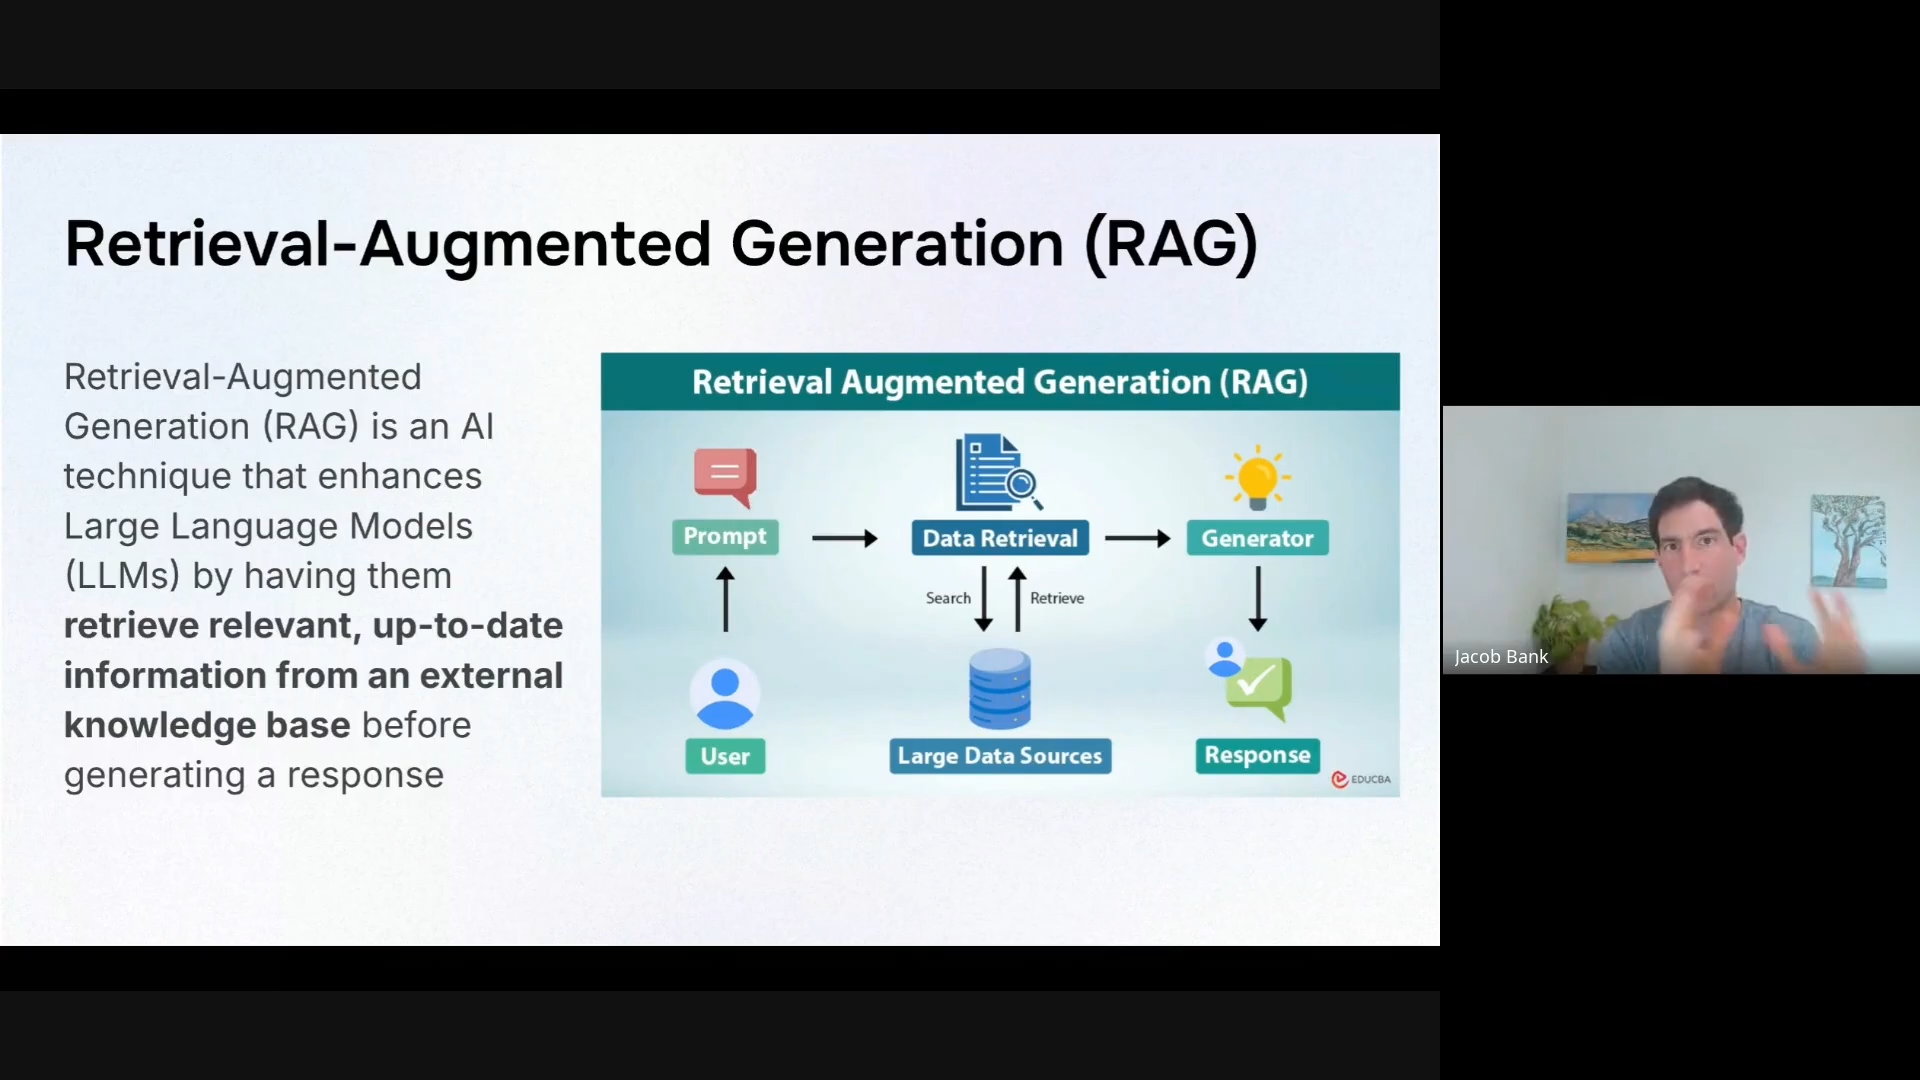 Retrieval-Augmented Generation (RAG)
Retrieval-Augmented
Generation (RAG) is an AI
technique that enhances
Large Language Models
(LLMs) by having them
retrieve relevant, up-to-date
information from an external
knowledge base before
generating a response
Retrieval Augmented Generation (RAG)
Prompt
Data Retrieval
Generator
Search
Retrieve
User
Large Data Sources
Response
EDUCBA
Jacob Bank